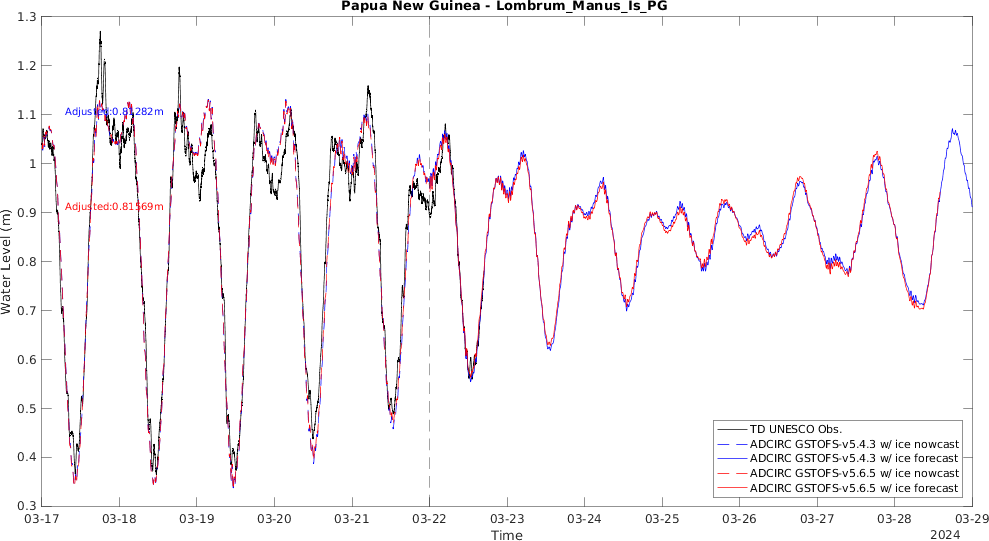 Papua New Guinea - Lombrum_Manus_Is_PG
1.3
1.2
1.1
1
0.9
0.8
0.7
0.6
0.5
0.4
0.3
Water Level (m)
Adjusted:0.81282m
Adjusted:0.81569m
TD UNESCO Obs.
ADCIRC GSTOFS-v5.4.3 w/ ice nowcast
ADCIRC GSTOFS-v5.4.3 w/ ice forecast
ADCIRC GSTOFS-v5.6.5 w/ ice nowcast
ADCIRC GSTOFS-v5.6.5 w/ ice forecast
03-17 03-18 03-19 03-20 03-21 03-22 03-23 03-24 03-25 03-26 03-27 03-28 03-29
Time
2024